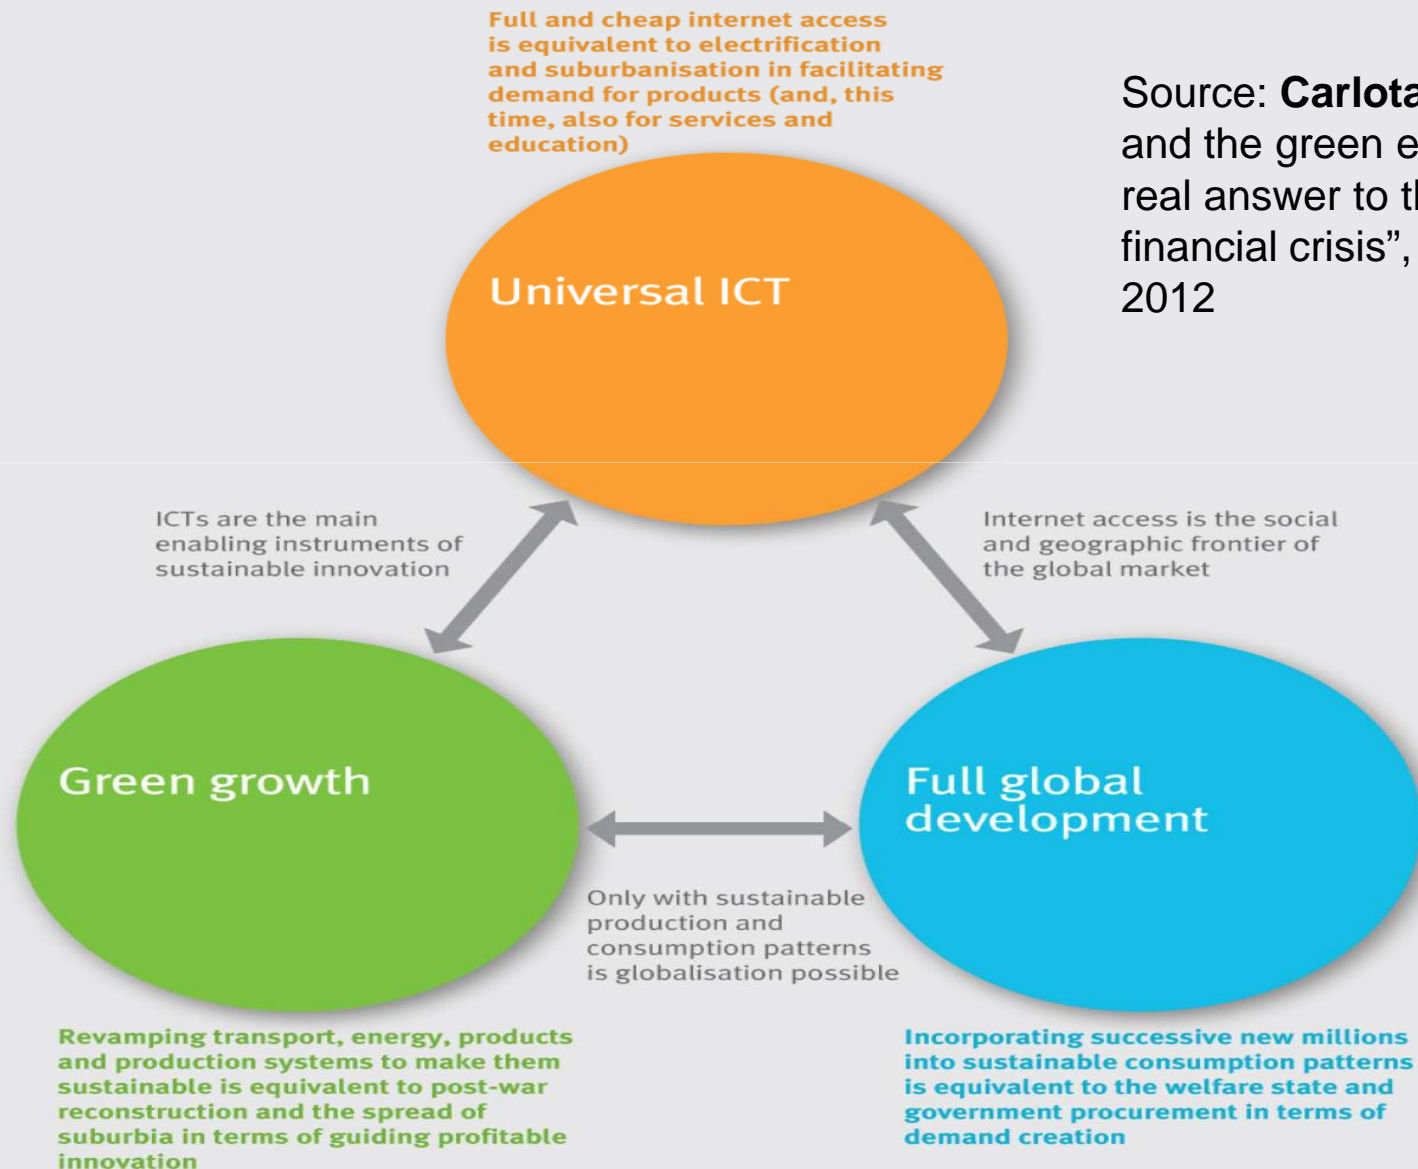 Full and cheap internet access
is equivalent to electrification
and suburbanisation in facilitating
demand for products (and, this
time, also for services and
education)
Source: Carlota
and the green e
real answer to th
financial crisis”,
2012
Universal ICT
ICTs are the main
enabling instruments of
sustainable innovation
Internet access is the social
and geographic frontier of
the global market
Green growth
Full global
development
Only with sustainable
production and
consumption patterns
is globalisation possible
Revamping transport, energy, products
and production systems to make them
sustainable is equivalent to post-war
reconstruction and the spread of
suburbia in terms of guiding profitable
innovation
Incorporating successive new millions
into sustainable consumption patterns
is equivalent to the welfare state and
government procurement in terms of
demand creation